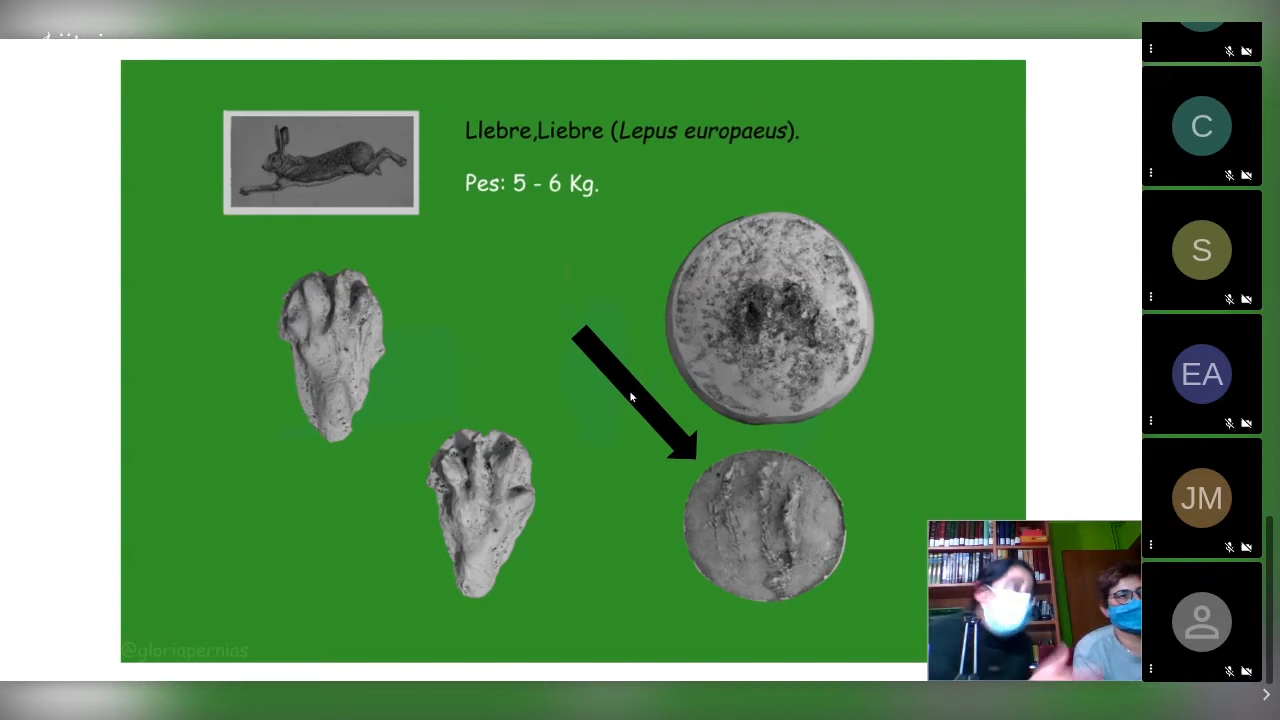 Llebre,Liebre (Lepus europaeus).
Pes: 5 - 6 Kg.
@gloriapernias
C
S
EA
JM